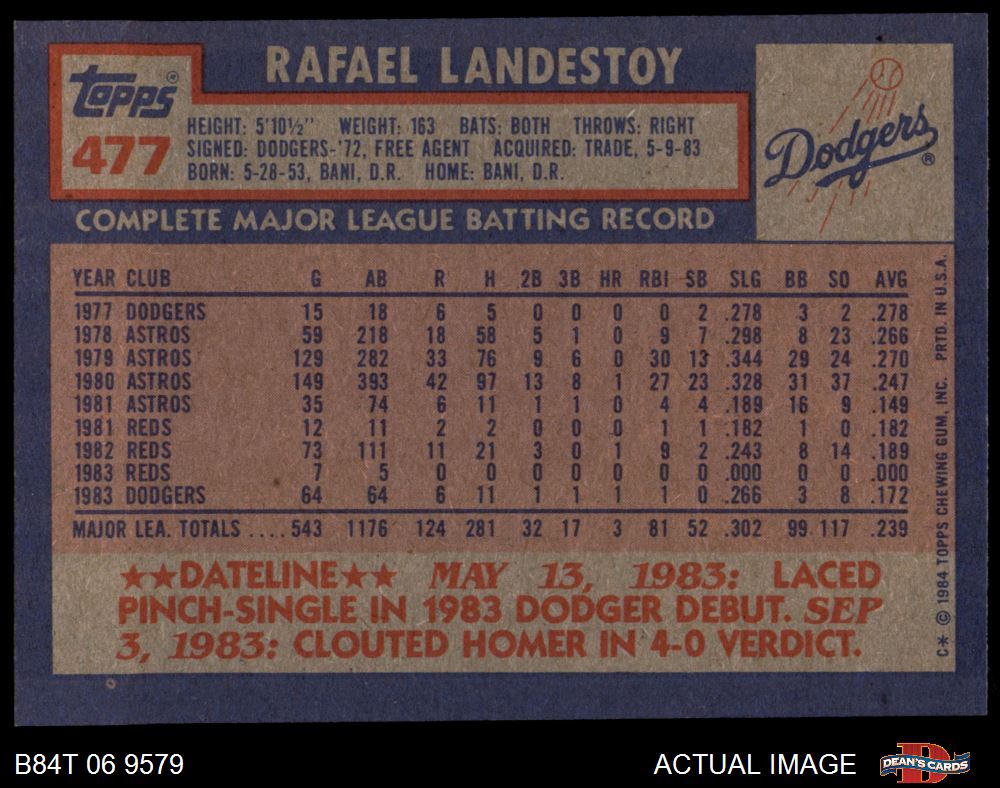 RAFAEL LANDESTOY
Topps®
477
HEIGHT: 5'10½" WEIGHT: 163 BATS: BOTH THROWS: RIGHT
SIGNED: DODGERS-'72, FREE AGENT ACQUIRED: TRADE, 5-9-83
BORN: 5-28-53, BANI, D.R. HOME: BANI, D.R.
Dodgers®
COMPLETE MAJOR LEAGUE BATTING RECORD
YEAR CLUB G AB R H 2B 3B HR RBI SB SLG BB SO AVG
1977 DODGERS 15 18 6 5 0 0 0 0 2 .278 3 2 .278
1978 ASTROS 59 218 18 58 5 1 0 9 7 .298 8 23 .266
1979 ASTROS 129 282 33 76 9 6 0 30 13 .344 29 24 .270
1980 ASTROS 149 393 42 97 13 8 1 27 23 .328 31 37 .247
1981 ASTROS 35 74 6 11 1 1 0 4 4 .189 16 9 .149
1981 REDS 12 11 2 2 0 0 0 1 1 .182 1 0 .182
1982 REDS 73 111 11 21 3 0 0 9 2 .243 8 14 .189
1983 REDS 7 5 0 0 0 0 0 0 0 .000 0 0 .000
1983 DODGERS 64 64 6 11 1 1 1 1 0 .266 3 8 .172
MAJOR LEA. TOTALS .... 543 1176 124 281 32 17 3 81 52 .302 99 117 .239
★★DATELINE★★ MAY 13, 1983: LACED
PINCH-SINGLE IN 1983 DODGER DEBUT. SEP
3, 1983: CLOUTED HOMER IN 4-0 VERDICT.
C* © 1984 TOPPS CHEWING GUM, INC. PRTD. IN U.S.A.
B84T 06 9579
ACTUAL IMAGE
D
DEAN'S CARDS